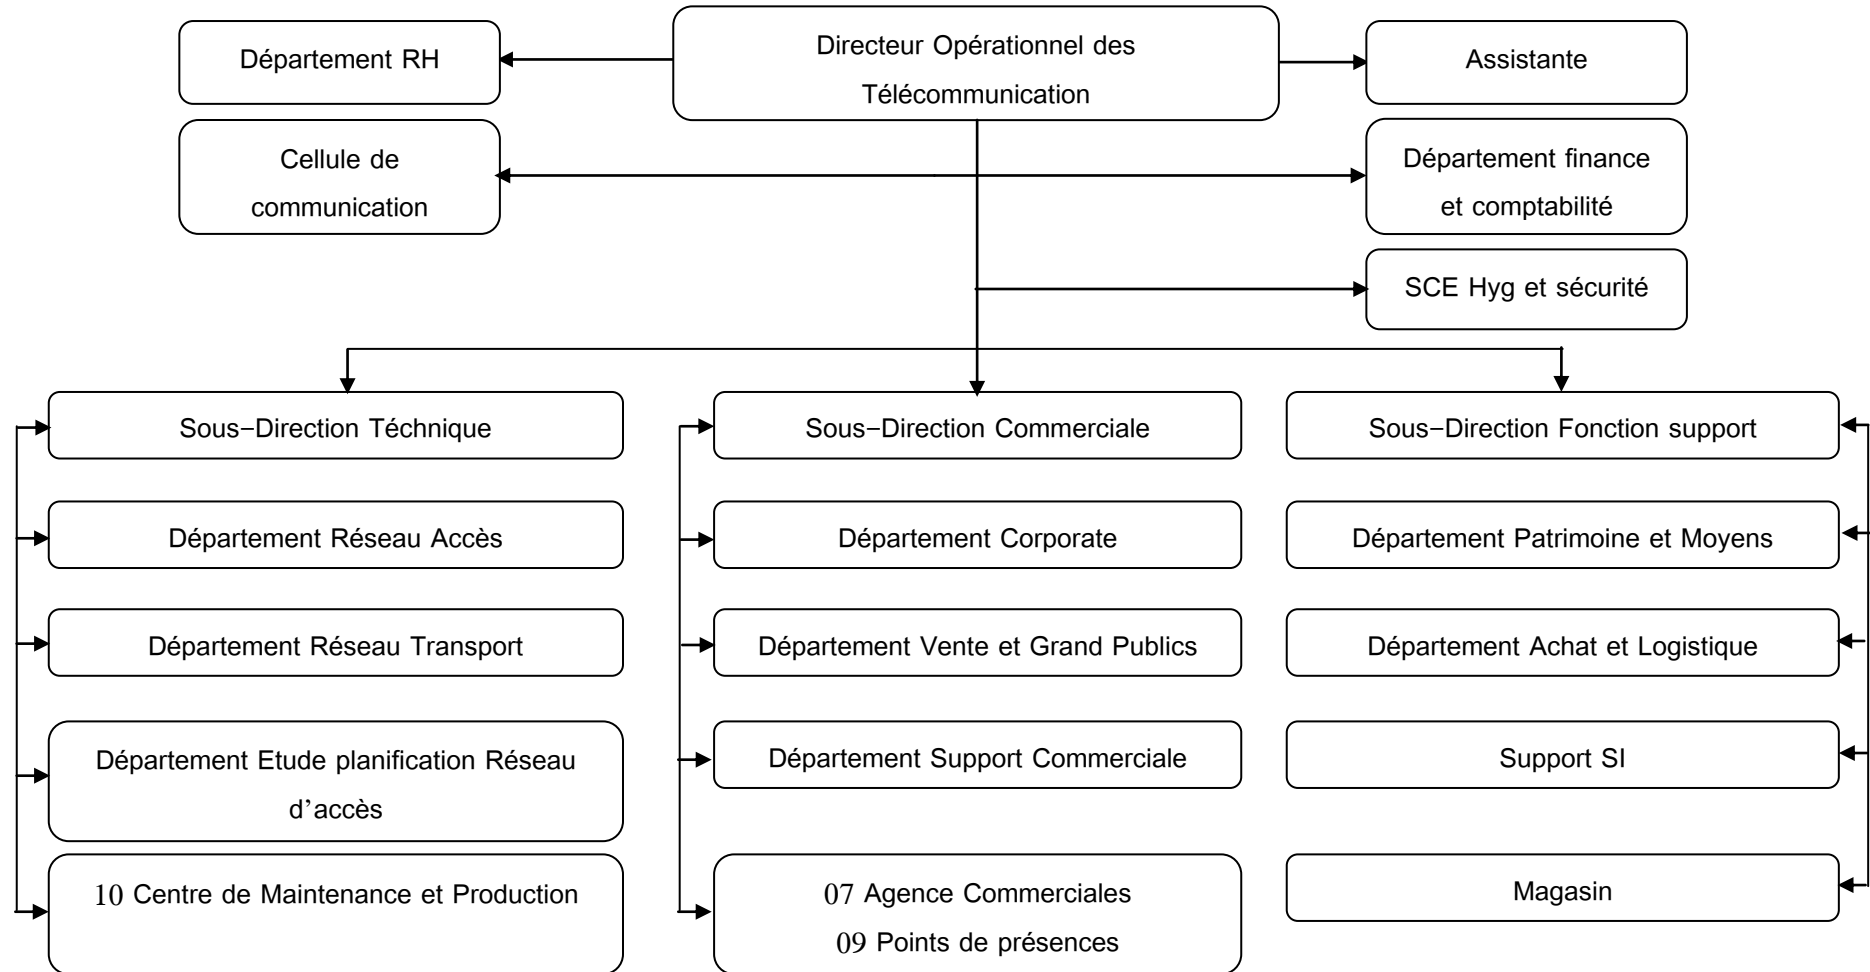 Département RH
Directeur Opérationnel des
Télécommunication
Assistante
Cellule de
communication
Département finance
et comptabilité
SCE Hyg et sécurité
Sous-Direction Téchnique
Sous-Direction Commerciale
Sous-Direction Fonction support
Département Réseau Accès
Département Corporate
Département Patrimoine et Moyens
Département Réseau Transport
Département Vente et Grand Publics
Département Achat et Logistique
Département Etude planification Réseau
d’accès
Département Support Commerciale
Support SI
10 Centre de Maintenance et Production
07 Agence Commerciales
09 Points de présences
Magasin